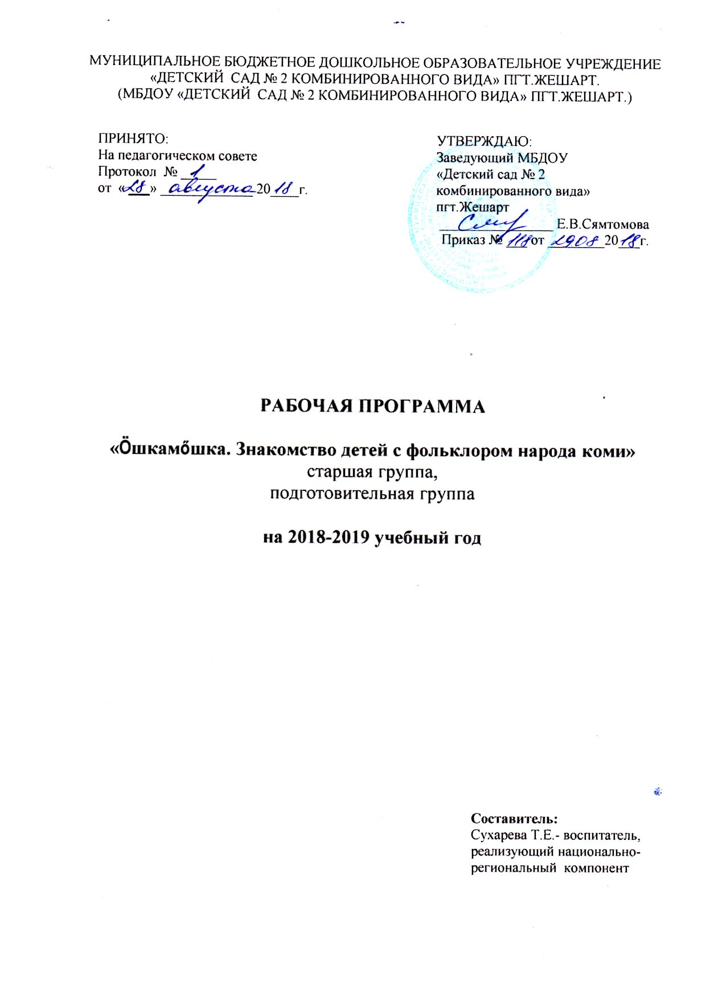 МУНИЦИПАЛЬНОЕ БЮДЖЕТНОЕ ДОШКОЛЬНОЕ ОБРАЗОВАТЕЛЬНОЕ УЧРЕЖДЕНИЕ
«ДЕТСКИЙ САД № 2 КОМБИНИРОВАННОГО ВИДА» ПГТ.ЖЕШАРТ.
(МБДОУ «ДЕТСКИЙ САД № 2 КОМБИНИРОВАННОГО ВИДА» ПГТ.ЖЕШАРТ.)
ПРИНЯТО:
На педагогическом совете
Протокол № 1
от «28» августа 2018 г.
УТВЕРЖДАЮ:
Заведующий МБДОУ
«Детский сад № 2
комбинированного вида»
пгт.Жешарт
Е.В.Сямтомова
Приказ № 118 от 2908 2018 г.
РАБОЧАЯ ПРОГРАММА
«Öшкамőшка. Знакомство детей с фольклором народа коми»
старшая группа,
подготовительная группа
на 2018-2019 учебный год
Составитель:
Сухарева Т.Е.- воспитатель,
реализующий национально-
региональный компонент